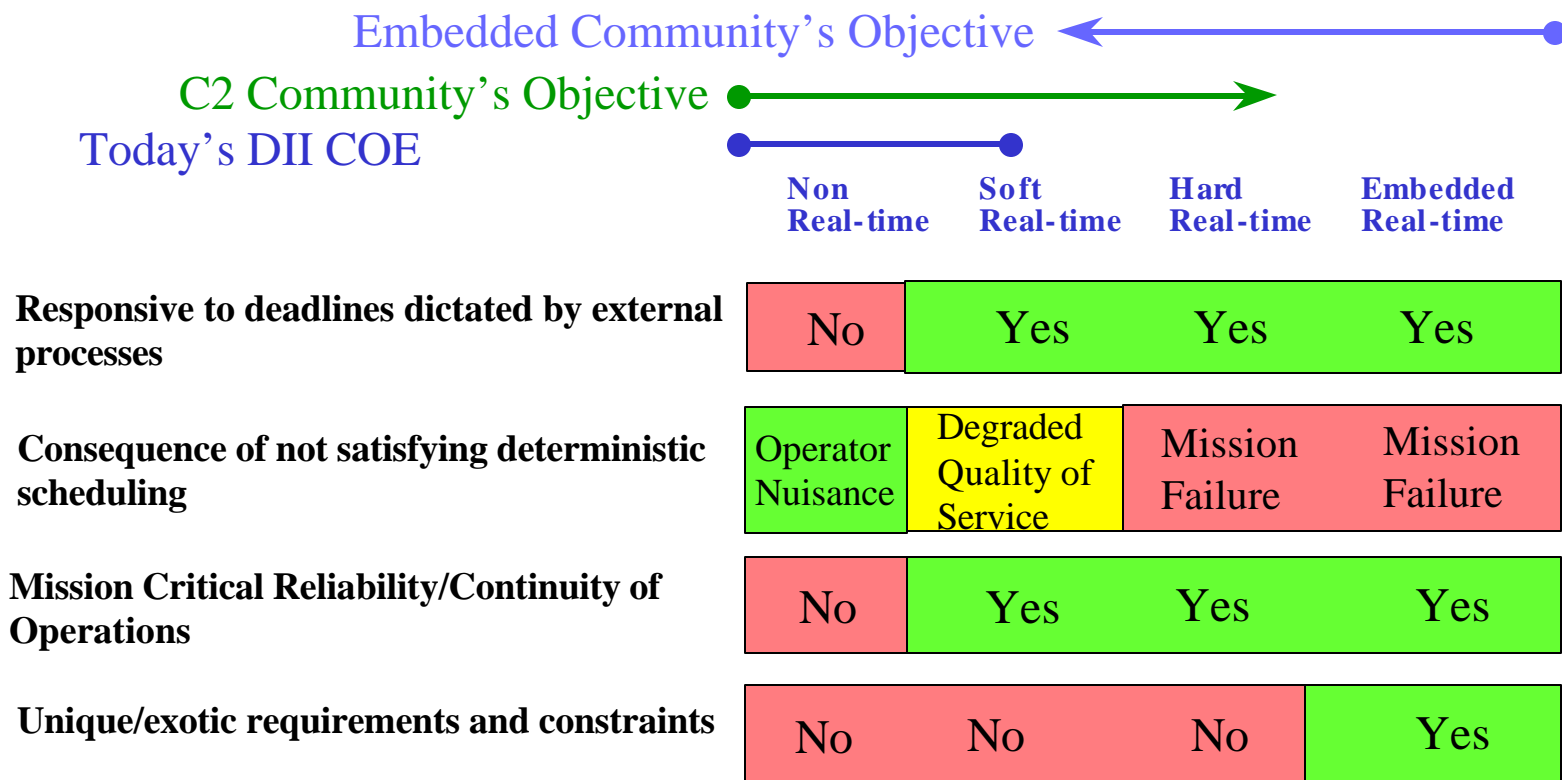 Embedded Community's Objective
C2 Community's Objective
Today's DII COE
Non Real-time
Soft Real-time
Hard Real-time
Embedded Real-time
Responsive to deadlines dictated by external
processes
No
Yes
Yes
Yes
Consequence of not satisfying deterministic
scheduling
Operator
Nuisance
Degraded
Quality of
Service
Mission
Failure
Mission
Failure
Mission Critical Reliability/Continuity of
Operations
No
Yes
Yes
Yes
Unique/exotic requirements and constraints
No
No
No
Yes